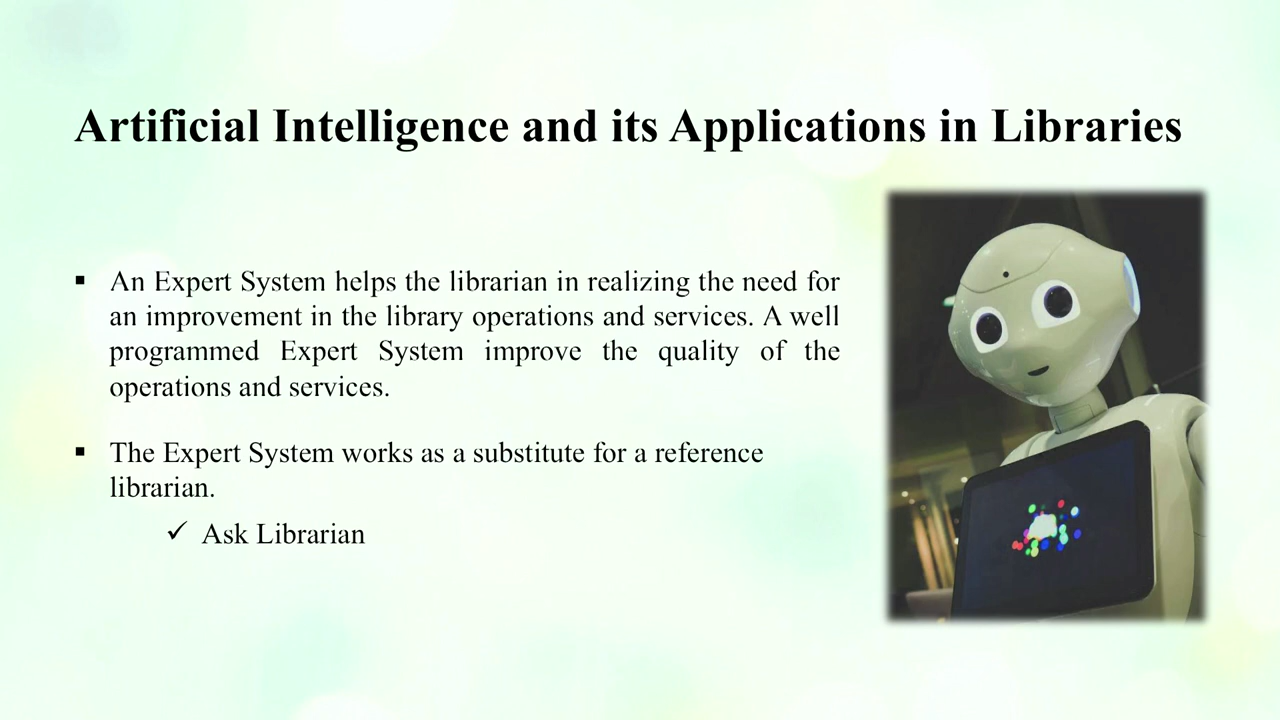 Artificial Intelligence and its Applications in Libraries
▪ An Expert System helps the librarian in realizing the need for
an improvement in the library operations and services. A well
programmed Expert System improve the quality of the
operations and services.
▪ The Expert System works as a substitute for a reference
librarian.
✓ Ask Librarian